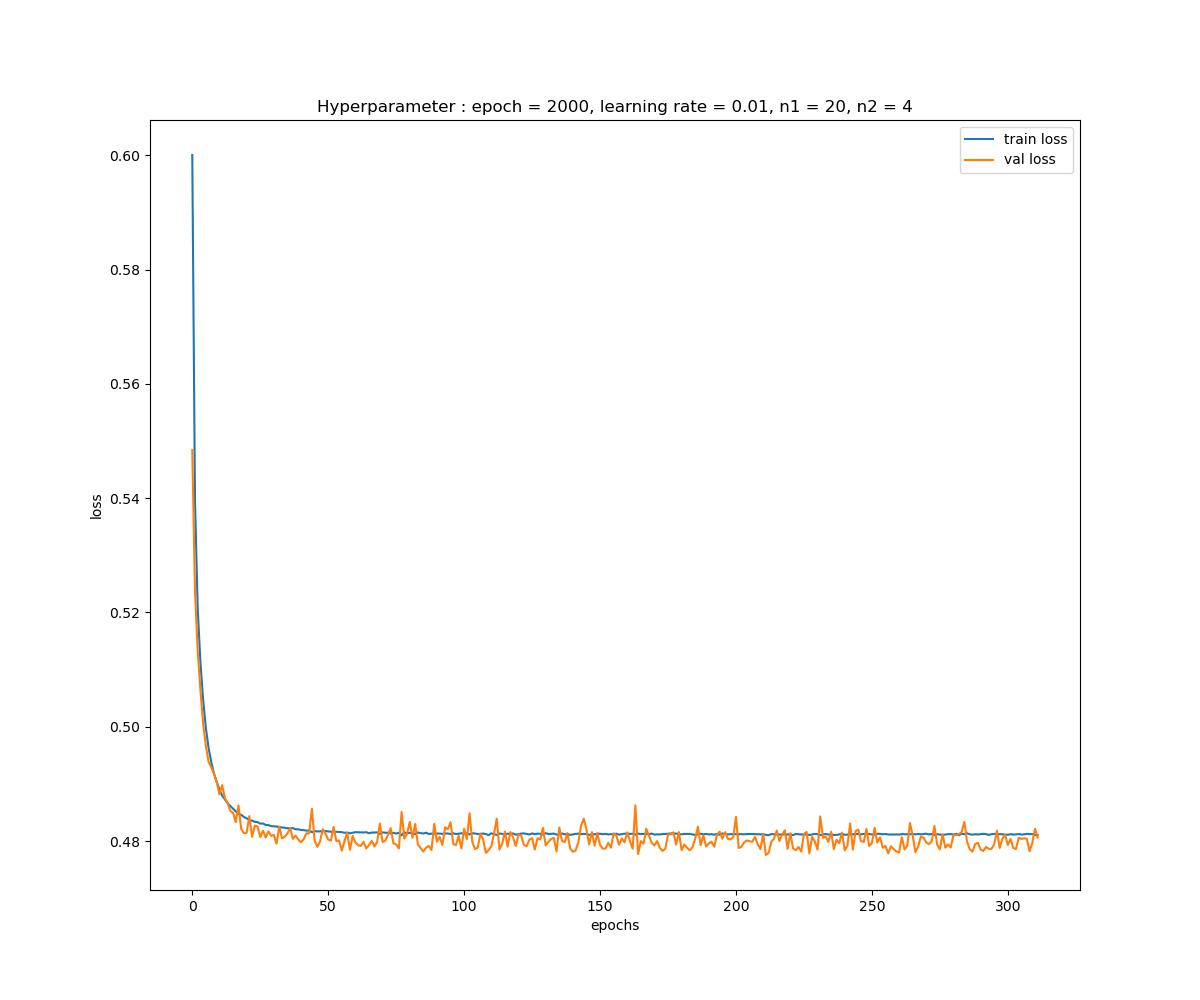 Hyperparameter : epoch = 2000, learning rate = 0.01, n1 = 20, n2 = 4
train loss
val loss
0.60
0.58
0.56
0.54
0.52
0.50
0.48
loss
0
50
100
150
200
250
300
epochs